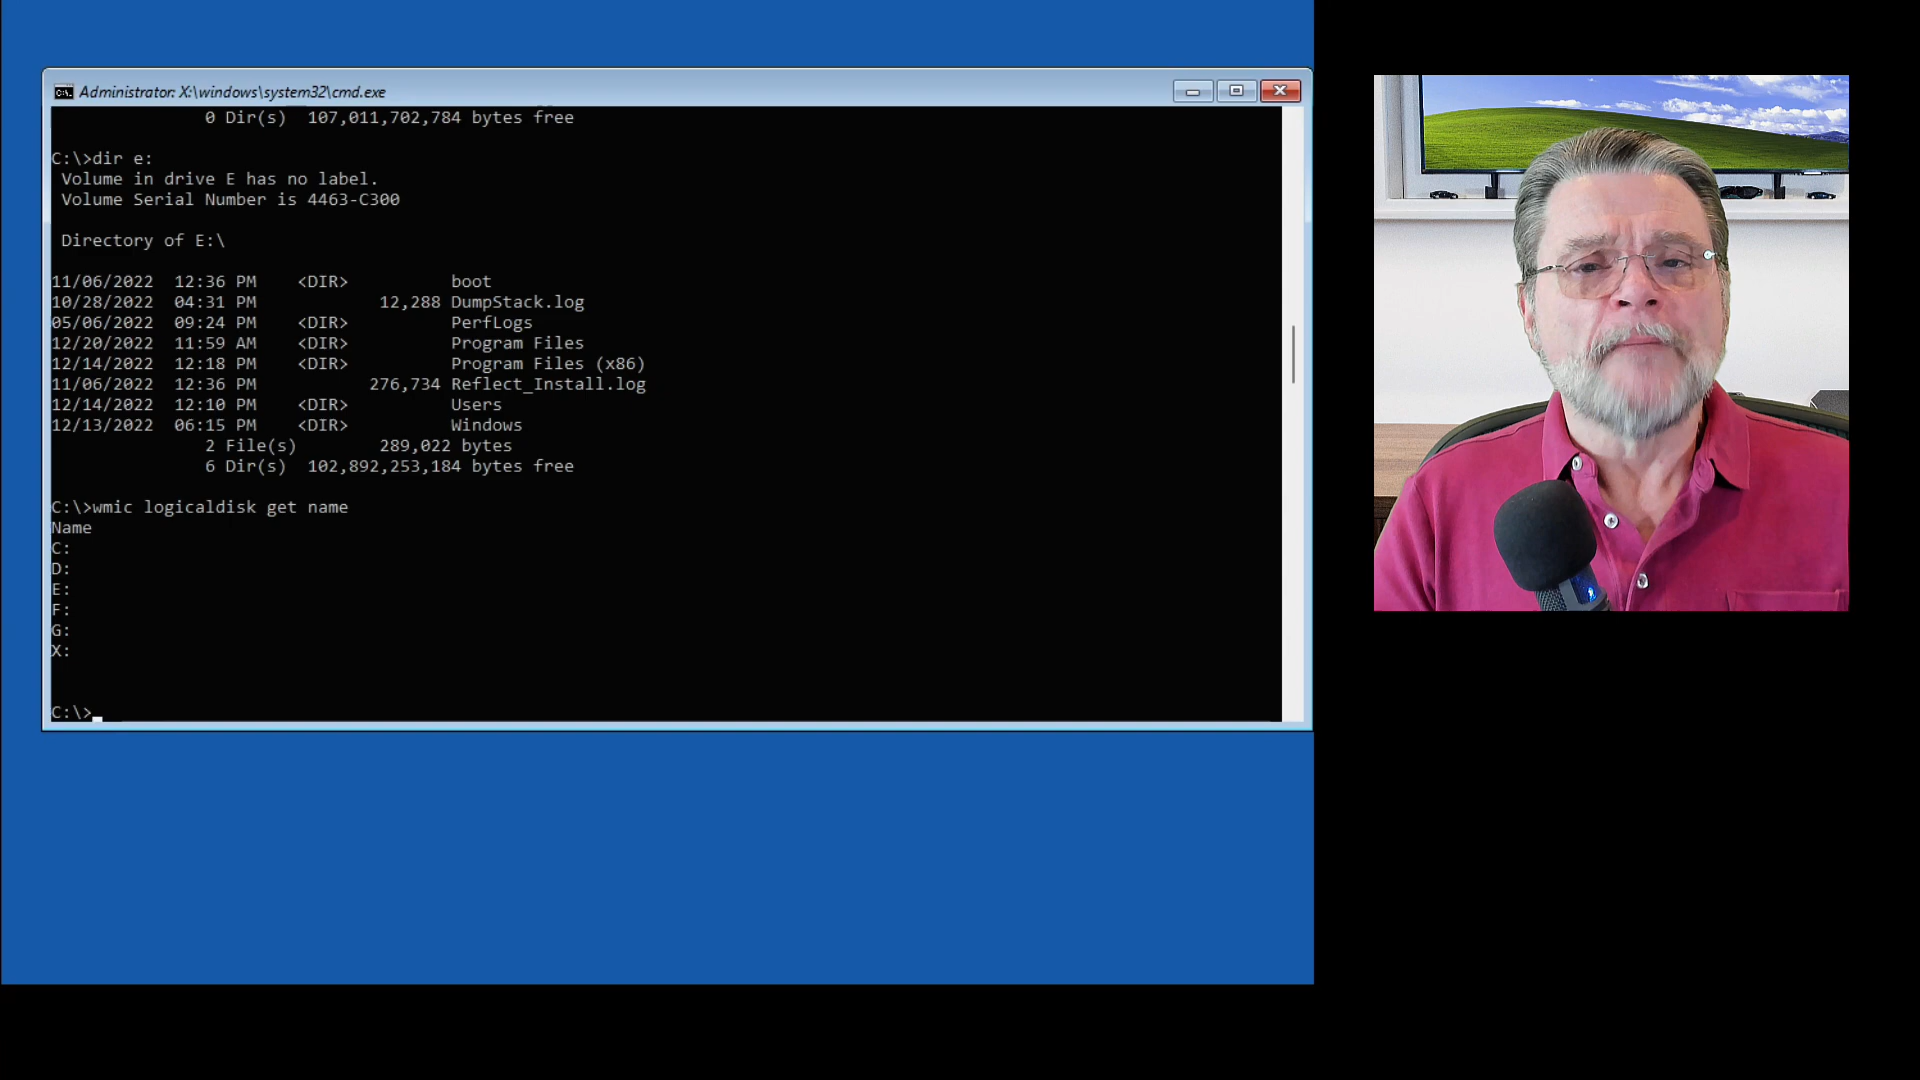 Administrator: X:\windows\system32\cmd.exe
0 Dir(s) 107,011,702,784 bytes free
C:\>dir e:
Volume in drive E has no label.
Volume Serial Number is 4463-C300
Directory of E:\
11/06/2022 12:36 PM <DIR> boot
10/28/2022 04:31 PM 12,288 DumpStack.log
05/06/2022 09:24 PM <DIR> PerfLogs
12/20/2022 11:59 AM <DIR> Program Files
12/14/2022 12:18 PM <DIR> Program Files (x86)
11/06/2022 12:36 PM 276,734 Reflect_Install.log
12/14/2022 12:10 PM <DIR> Users
12/13/2022 06:15 PM <DIR> Windows
2 File(s) 289,022 bytes
6 Dir(s) 102,892,253,184 bytes free
C:\>wmic logicaldisk get name
Name
C:
D:
E:
F:
G:
X:
C:\>